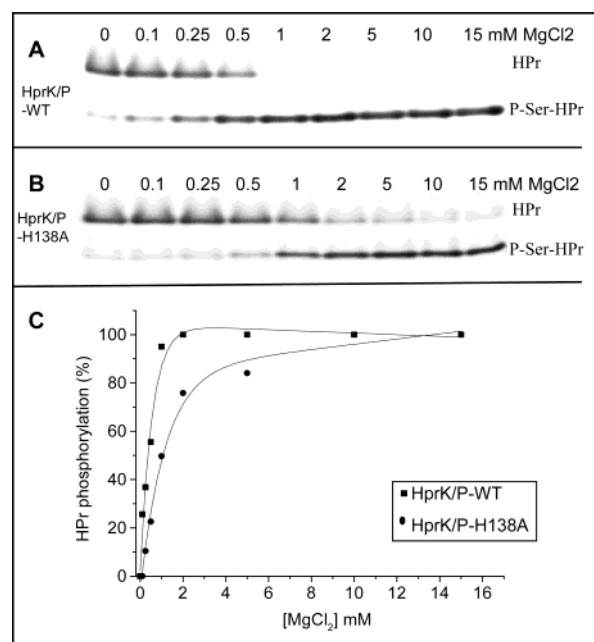 A
0 0.1 0.25 0.5 1 2 5 10 15 mM MgCl2
HPr
HprK/P
-WT
P-Ser-HPr
B
0 0.1 0.25 0.5 1 2 5 10 15 mM MgCl2
HPr
HprK/P
-H138A
P-Ser-HPr
C
100
80
60
40
20
0
HPr phosphorylation (%)
HprK/P-WT
HprK/P-H138A
0 2 4 6 8 10 12 14 16
[MgCl₂] mM